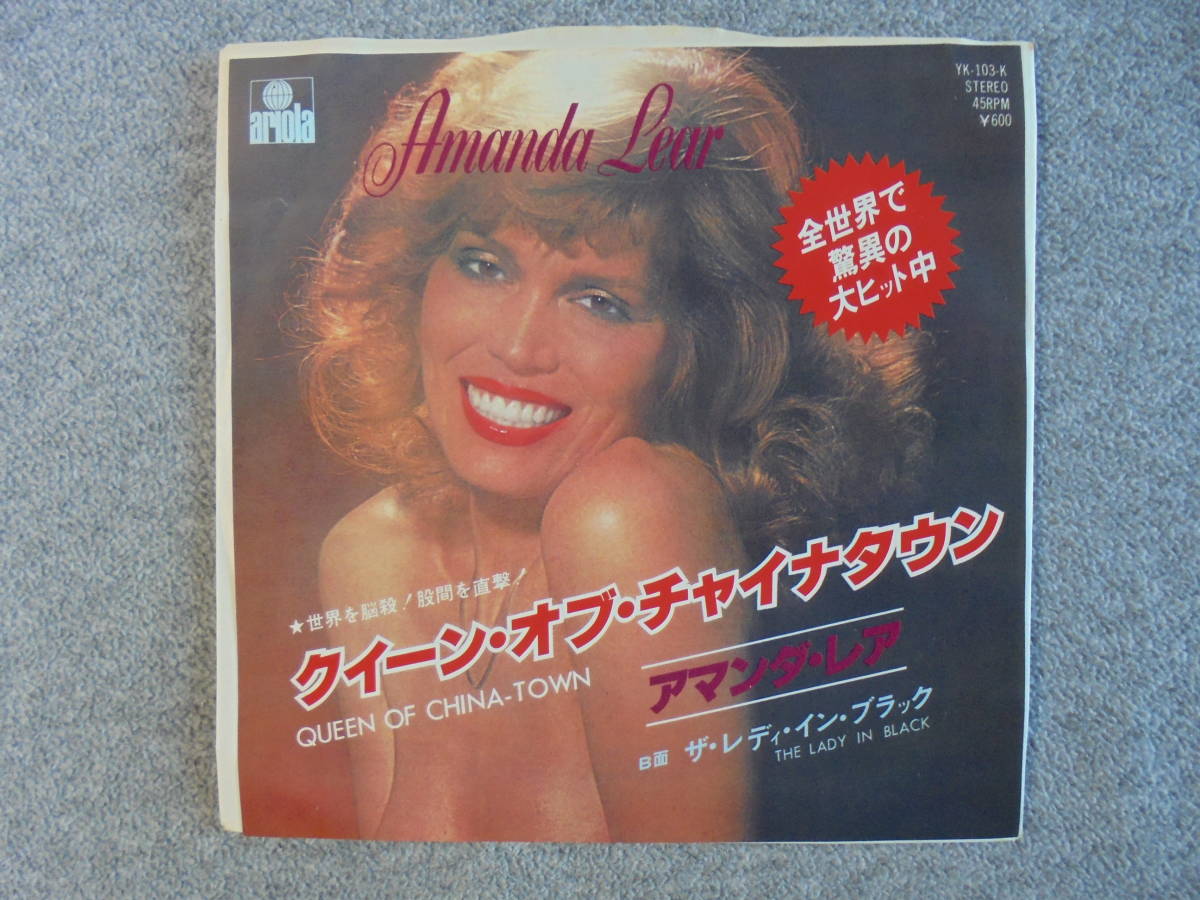 ariola
Amanda Lear
YK-103-K
STEREO
45RPM
¥600
全世界で
驚異の
大ヒット中
★世界を脳殺！股間を直撃！
クイーン・オブ・チャイナタウン
QUEEN OF CHINA-TOWN
アマンダ・レア
B面 ザ・レディ・イン・ブラック
THE LADY IN BLACK